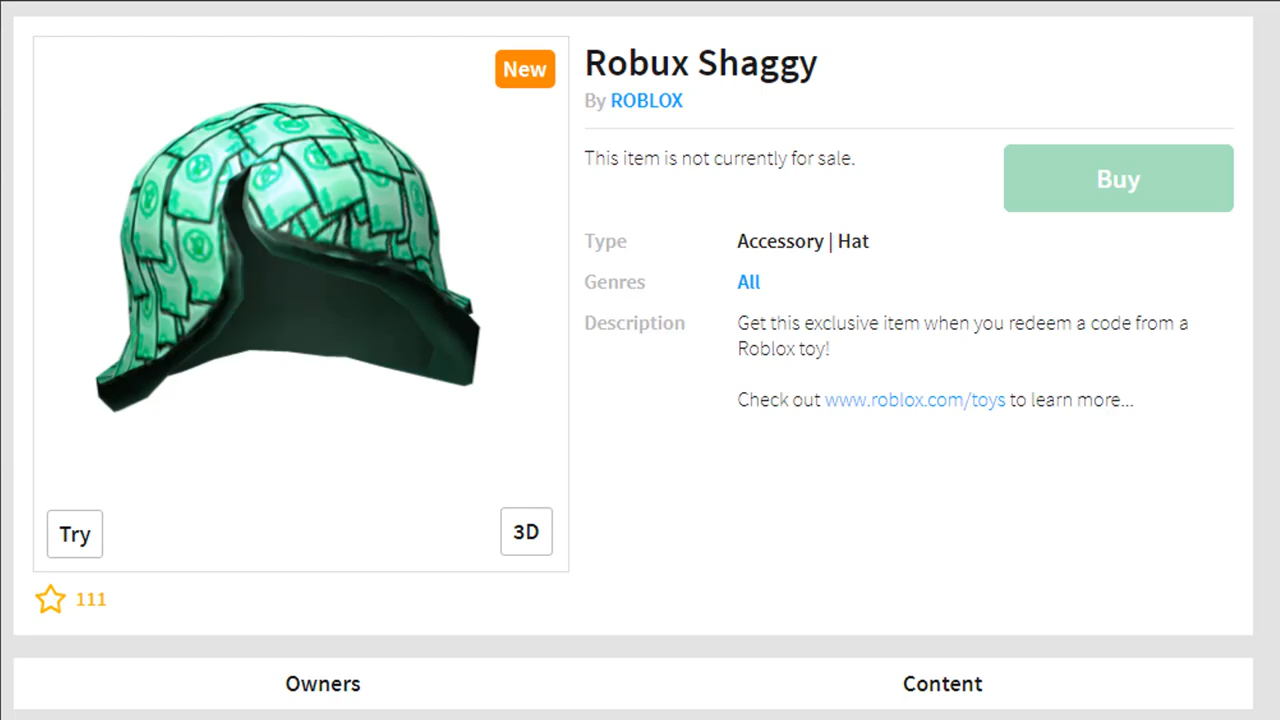 New
Robux Shaggy
By ROBLOX
This item is not currently for sale.
Buy
Type Accessory | Hat
Genres All
Description Get this exclusive item when you redeem a code from a
Roblox toy!
Check out www.roblox.com/toys to learn more...
Try
3D
111
Owners Content